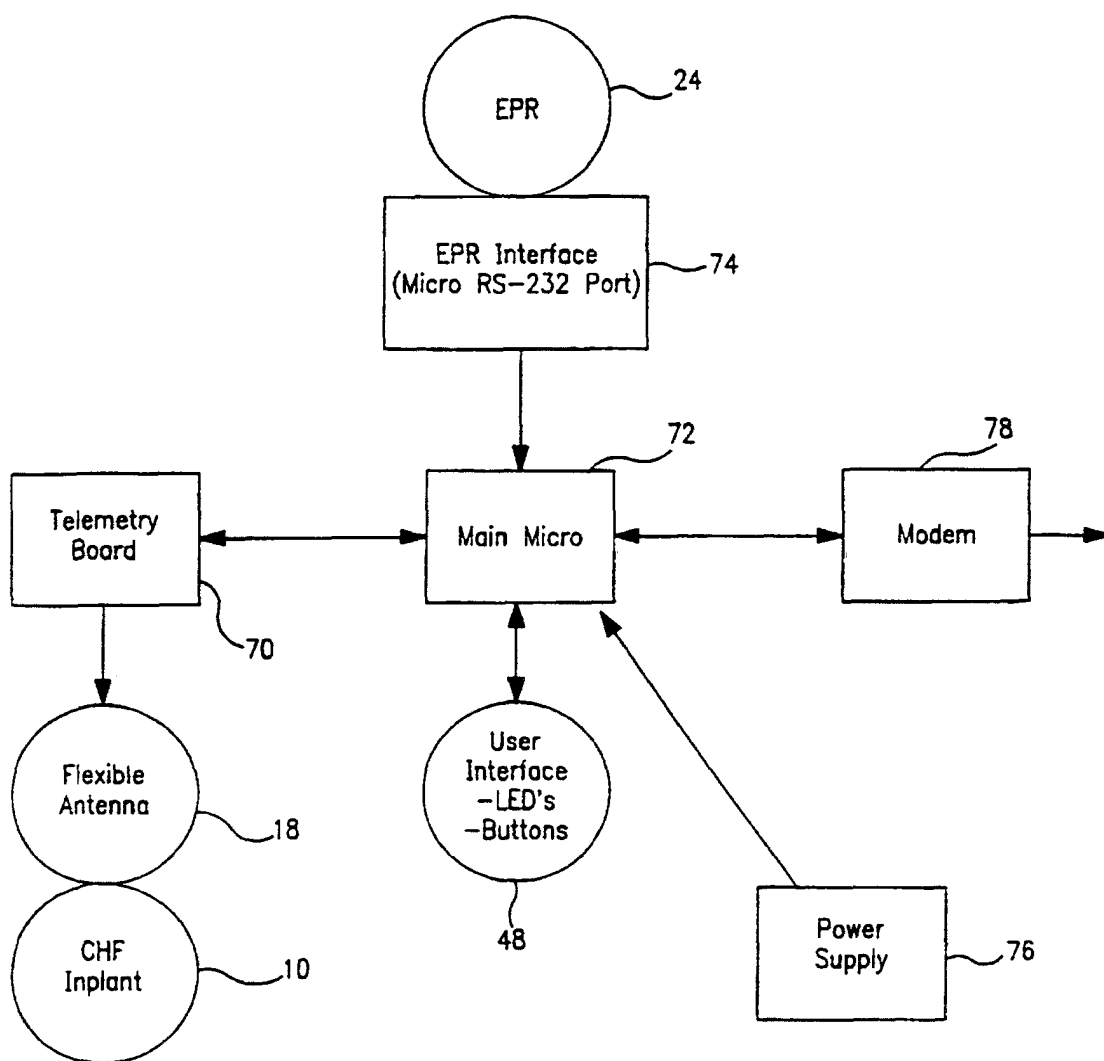 24
EPR
EPR Interface
(Micro RS-232 Port)
74
72
78
Telemetry
Board
Main Micro
Modem
70
Flexible
Antenna
User
Interface
-LED's
-Buttons
18
48
CHF
Inplant
10
Power
Supply
76